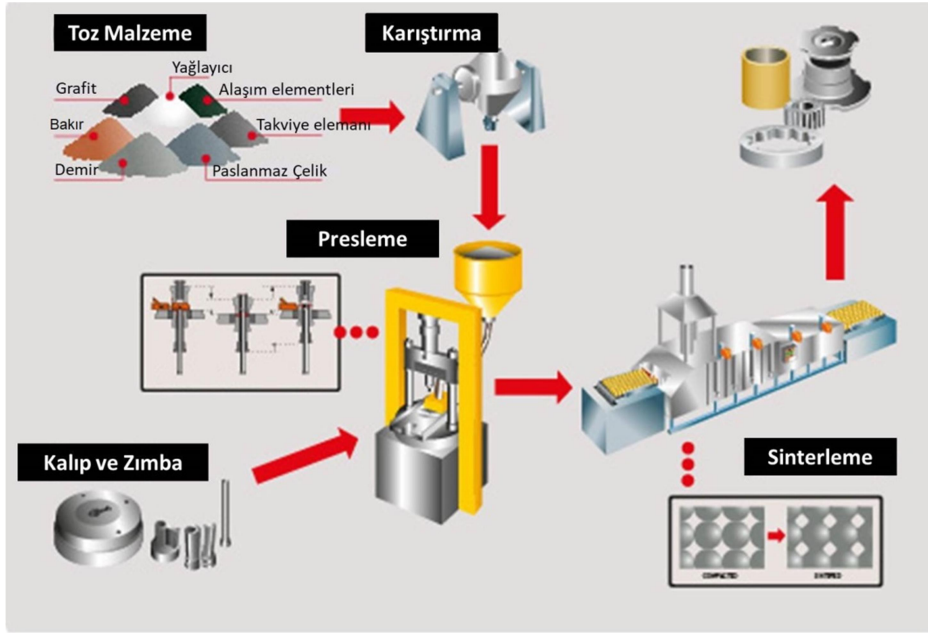 Toz Malzeme
Karıştırma
Yağlayıcı
Grafit
Alaşım elementleri
Bakır
Takviye elemanı
Demir
Paslanmaz Çelik
Presleme
Kalıp ve Zımba
Sinterleme
COMPACTED
SINTERED